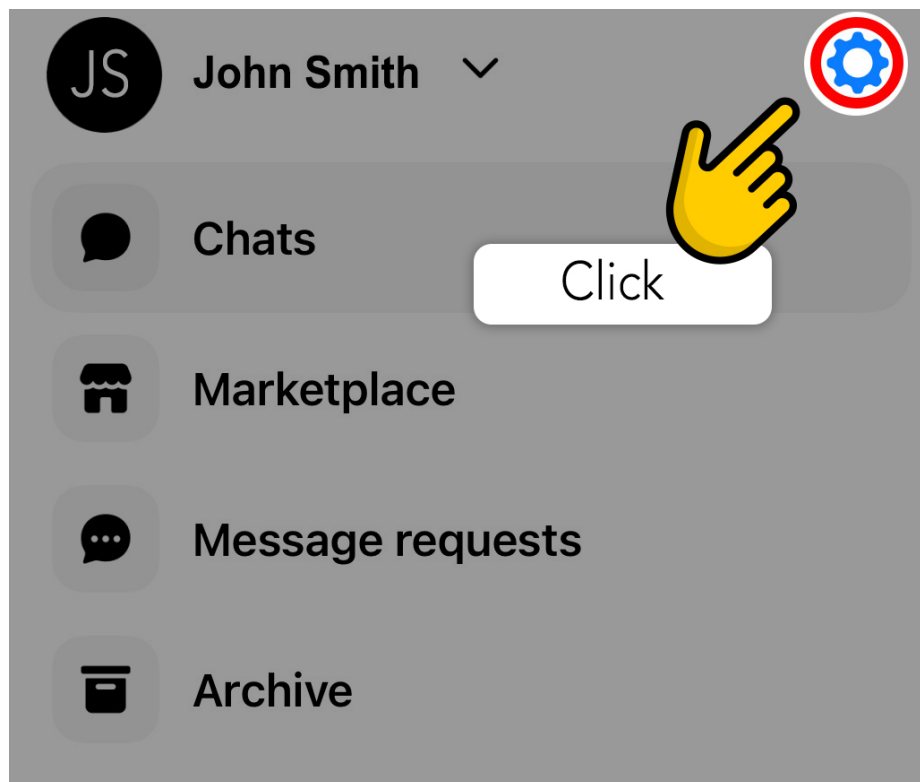 JS
John Smith
Chats
Click
Marketplace
Message requests
Archive